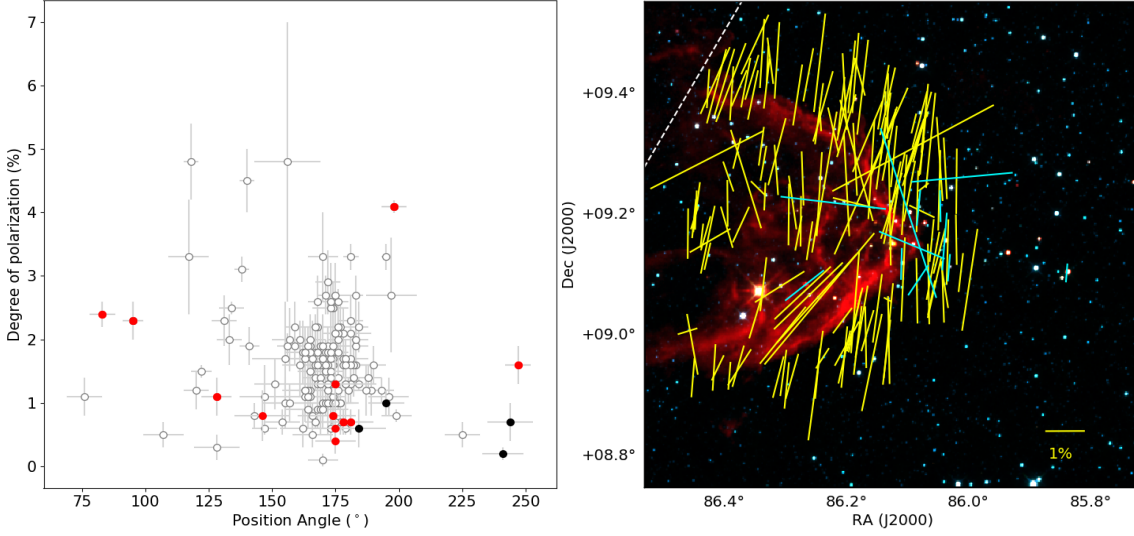 7
6
5
4
3
2
1
0
Degree of polarization (%)
75 100 125 150 175 200 225 250
Position Angle (°)
+09.4°
+09.2°
+09.0°
+08.8°
Dec (J2000)
1%
86.4° 86.2° 86.0° 85.8°
RA (J2000)